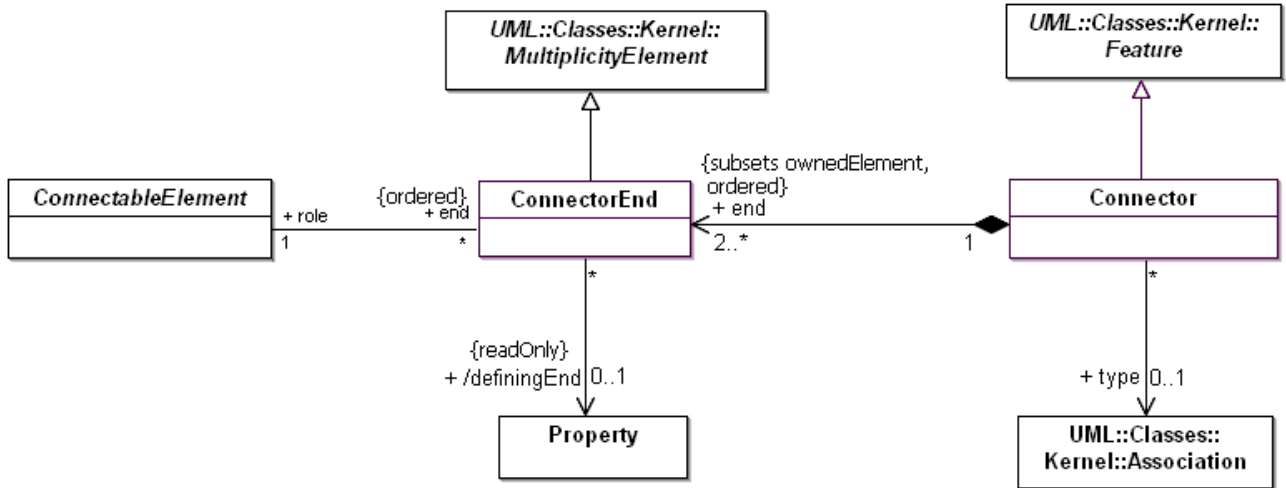 UML::Classes::Kernel::
MultiplicityElement
UML::Classes::Kernel::
Feature
ConnectableElement
+ role
1
{ordered}
+ end
*
ConnectorEnd
{subsets ownedElement,
ordered}
+ end
2..*
1
Connector
*
{readOnly}
+ /definingEnd
0..1
Property
*
+ type
0..1
UML::Classes::
Kernel::Association